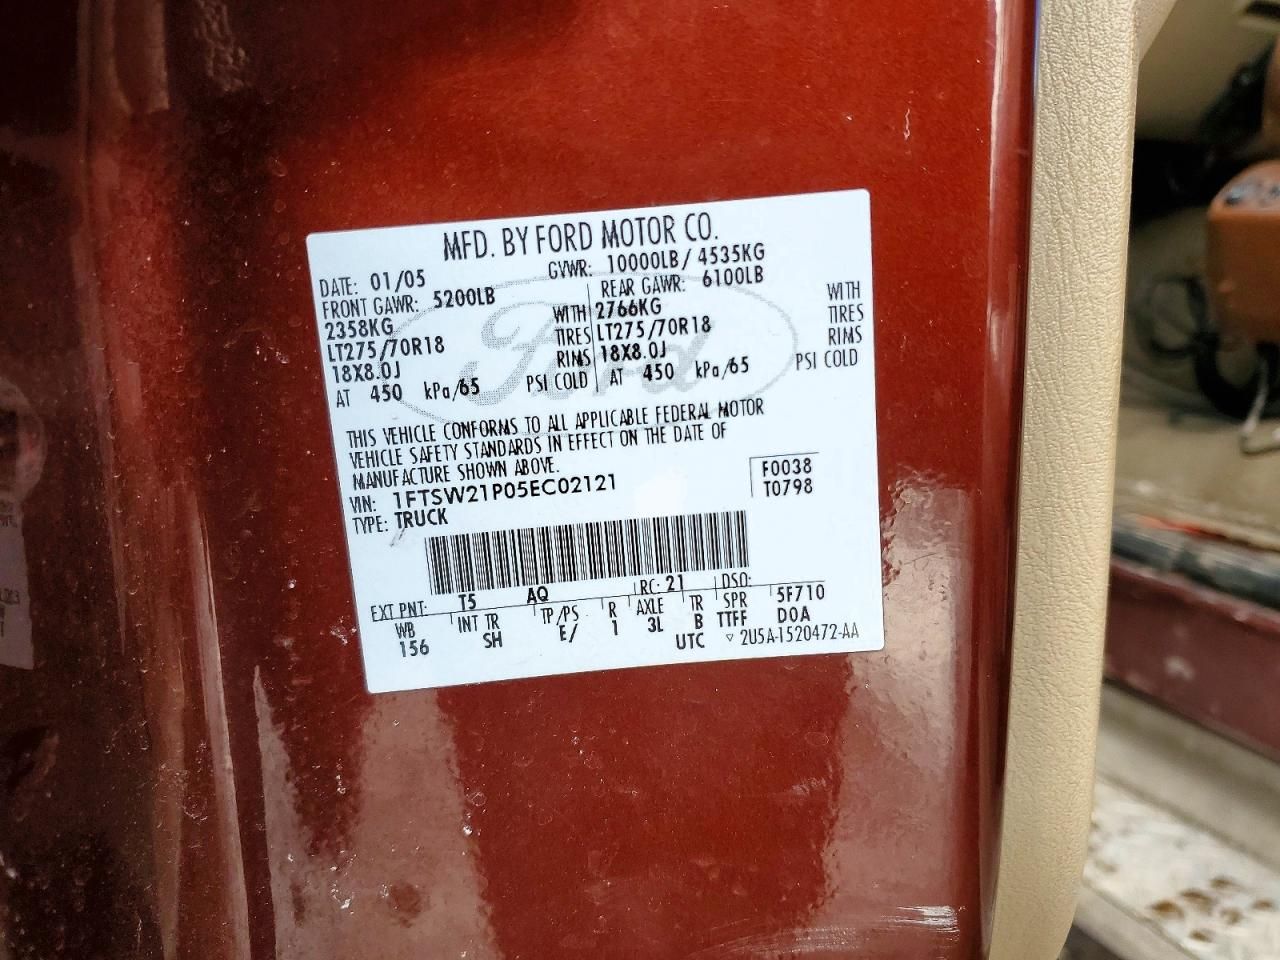 MFD. BY FORD MOTOR CO.
DATE: 01/05 GVWR: 10000LB/ 4535KG
FRONT GAWR: 5200LB REAR GAWR: 6100LB
2358KG WITH 2766KG WITH
LT275/70R18 TIRES LT275/70R18 TIRES
18X8.0J RIMS 18X8.0J RIMS
AT 450 kPa/65 PSI COLD AT 450 kPa/65 PSI COLD
Ford
THIS VEHICLE CONFORMS TO ALL APPLICABLE FEDERAL MOTOR
VEHICLE SAFETY STANDARDS IN EFFECT ON THE DATE OF
MANUFACTURE SHOWN ABOVE.
VIN: 1FTSW21P05EC02121 F0038
TYPE: TRUCK T0798
EXT PNT: T5 AQ RC: 21 DSO:
WB INT TR TP/PS R AXLE TR SPR 5F710
156 SH E/ 1 3L B TTFF DOA
UTC ▽ 2U5A-1520472-AA